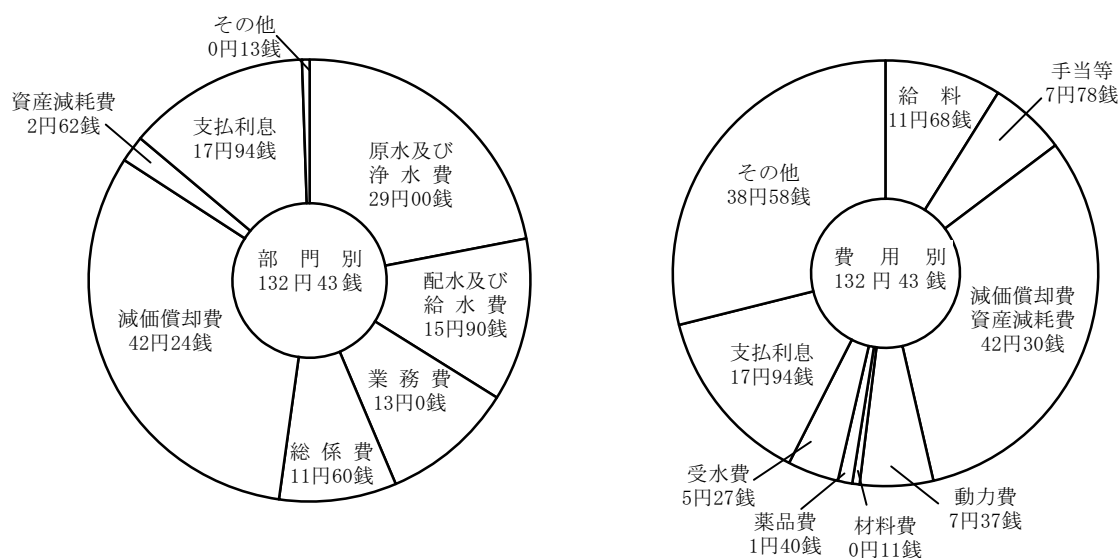 その他
0円13銭
資産減耗費
2円62銭
支払利息
17円94銭
原水及び
浄水費
29円00銭
部門別
132円43銭
配水及び
給水費
15円90銭
減価償却費
42円24銭
業務費
13円0銭
総係費
11円60銭
手当等
7円78銭
給料
11円68銭
その他
38円58銭
費用別
132円43銭
減価償却費
資産減耗費
42円30銭
支払利息
17円94銭
受水費
5円27銭
薬品費
1円40銭
材料費
0円11銭
動力費
7円37銭